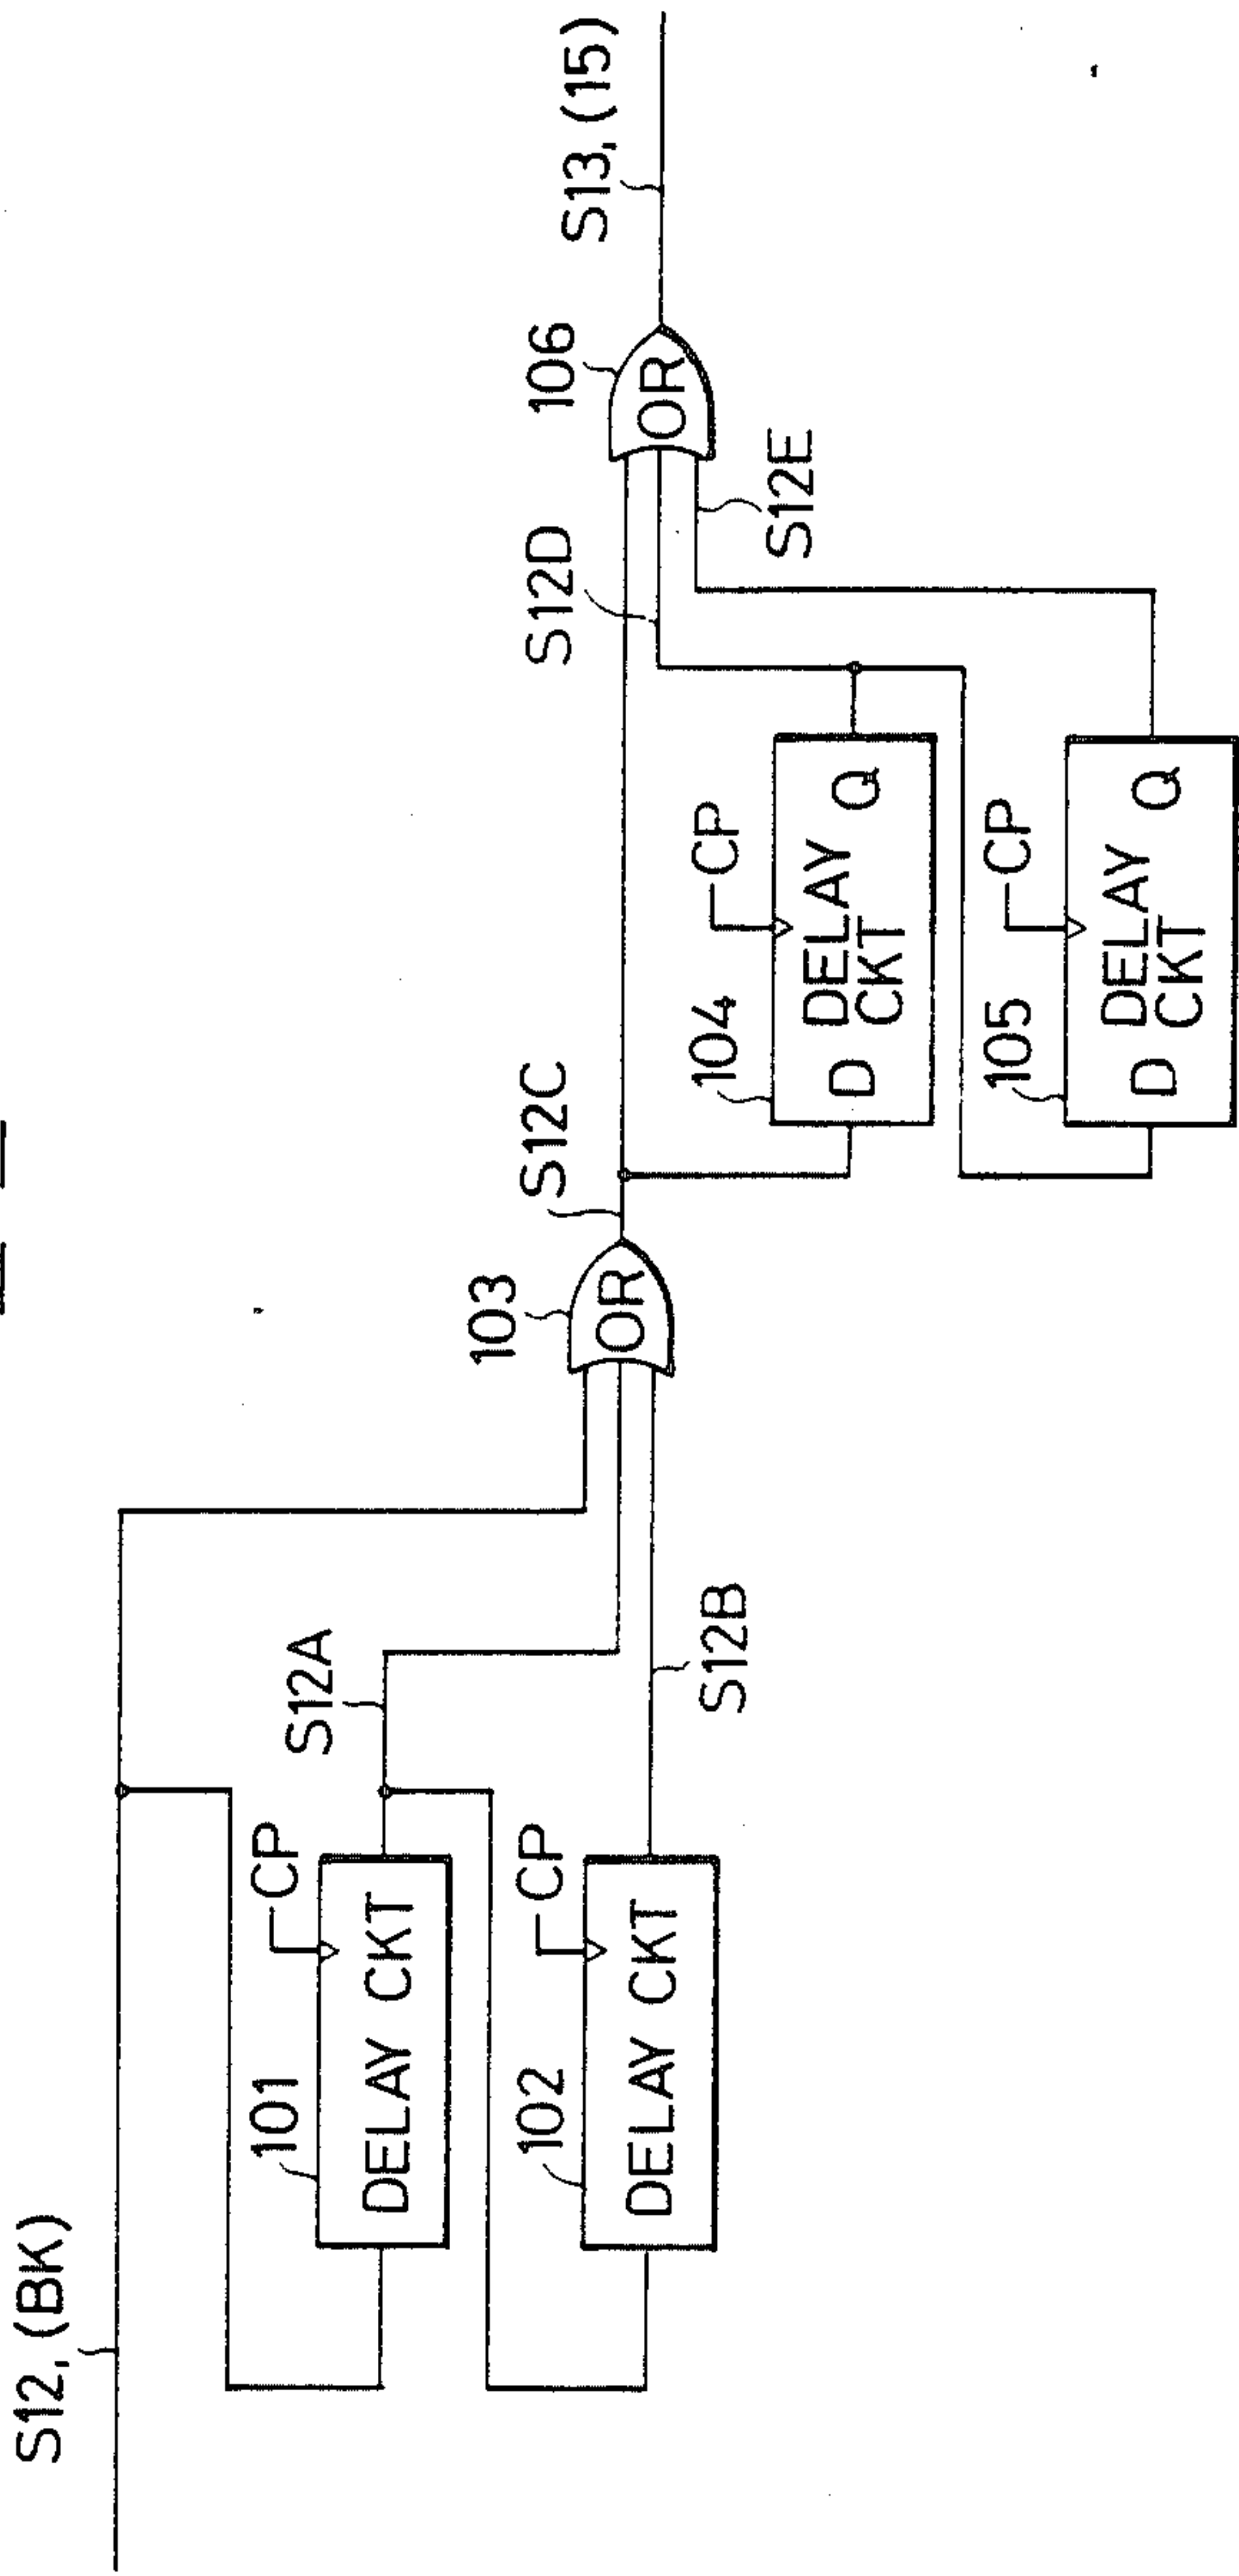 S12, (BK)
101
CP
DELAY CKT
S12A
102
CP
DELAY CKT
S12B
103
OR
S12C
104
CP
D DELAY Q
CKT
105
CP
D DELAY Q
CKT
S12D
S12E
106
OR
S13, (15)